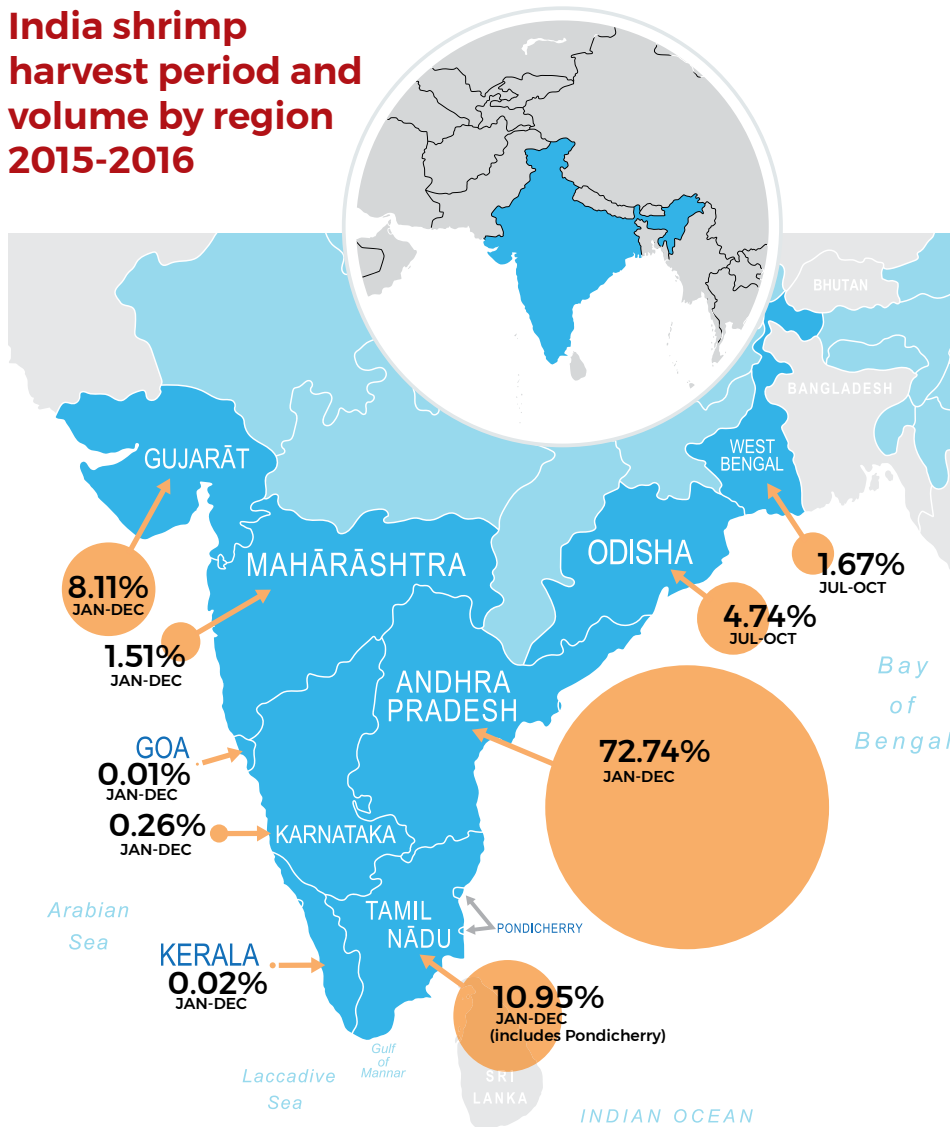 India shrimp
harvest period and
volume by region
2015-2016
BHUTAN
BANGLADESH
WEST
BENGAL
GUJARĀT
MAHĀRĀSHTRA
ODISHA
1.67%
JUL-OCT
8.11%
JAN-DEC
4.74%
JUL-OCT
1.51%
JAN-DEC
ANDHRA
PRADESH
Bay
of
Bengal
72.74%
JAN-DEC
GOA
0.01%
JAN-DEC
0.26%
JAN-DEC
KARNATAKA
Arabian
Sea
TAMIL
NĀDU
PONDICHERRY
KERALA
0.02%
JAN-DEC
10.95%
JAN-DEC
(includes Pondicherry)
Gulf
of
Mannar
Laccadive
Sea
SRI
LANKA
INDIAN OCEAN